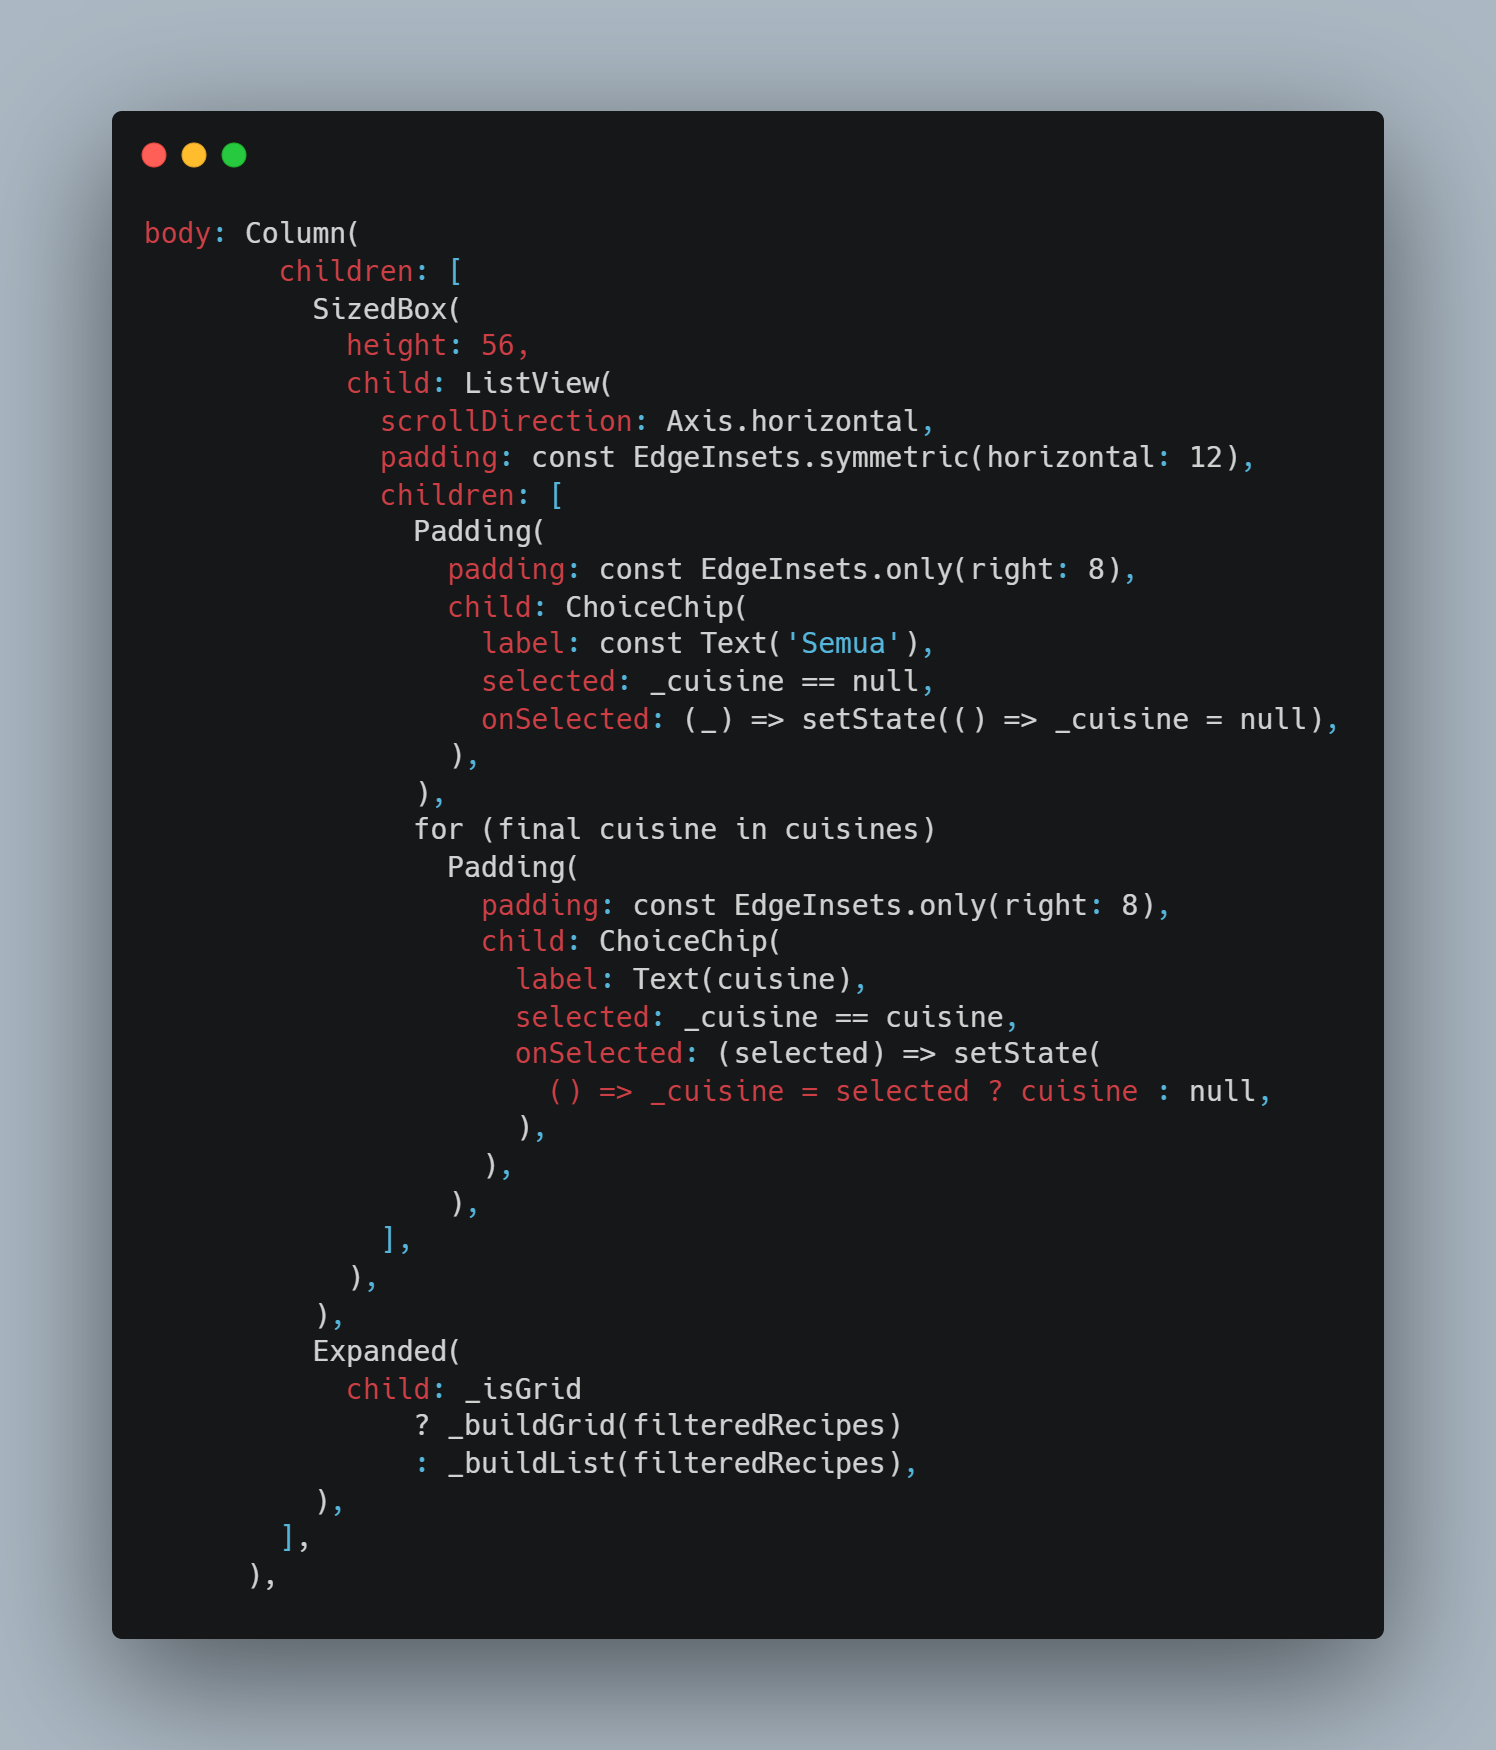 body: Column(
        children: [
          SizedBox(
            height: 56,
            child: ListView(
              scrollDirection: Axis.horizontal,
              padding: const EdgeInsets.symmetric(horizontal: 12),
              children: [
                Padding(
                  padding: const EdgeInsets.only(right: 8),
                  child: ChoiceChip(
                    label: const Text('Semua'),
                    selected: _cuisine == null,
                    onSelected: (_) => setState(() => _cuisine = null),
                  ),
                ),
                for (final cuisine in cuisines)
                  Padding(
                    padding: const EdgeInsets.only(right: 8),
                    child: ChoiceChip(
                      label: Text(cuisine),
                      selected: _cuisine == cuisine,
                      onSelected: (selected) => setState(
                        () => _cuisine = selected ? cuisine : null,
                      ),
                    ),
                  ),
              ],
            ),
          ),
          Expanded(
            child: _isGrid
                ? _buildGrid(filteredRecipes)
                : _buildList(filteredRecipes),
          ),
        ],
      ),